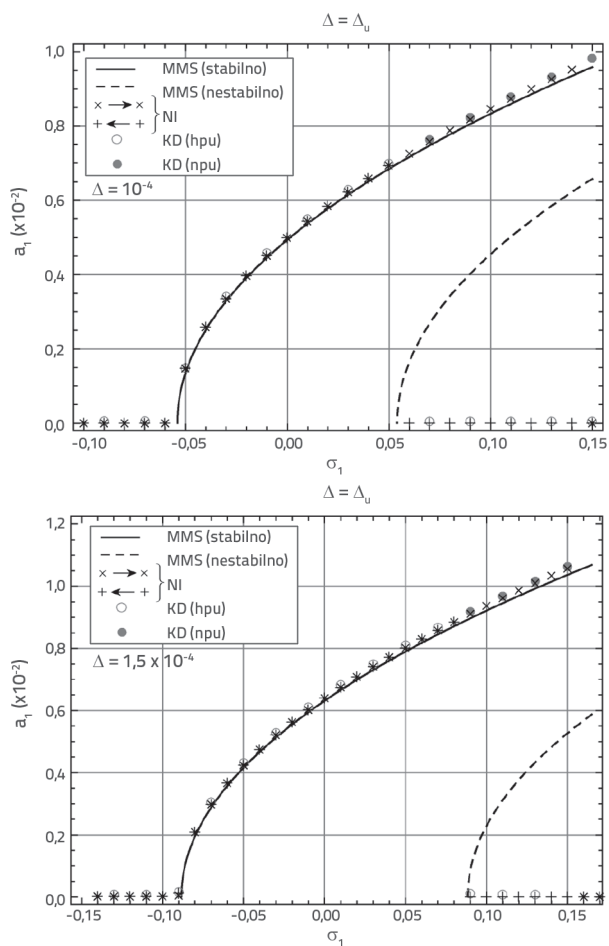 Δ = Δu
MMS (stabilno)
MMS (nestabilno)
NI
KD (hpu)
KD (npu)
Δ = 10⁻⁴
a₁ (x10⁻²)
1,0
0,8
0,6
0,4
0,2
0,0
-0,10 -0,05 0,00 0,05 0,10 0,15
σ₁
Δ = Δu
MMS (stabilno)
MMS (nestabilno)
NI
KD (hpu)
KD (npu)
Δ = 1,5 x 10⁻⁴
a₁ (x10⁻²)
1,2
1,0
0,8
0,6
0,4
0,2
0,0
-0,15 -0,10 -0,05 0,00 0,05 0,10 0,15
σ₁